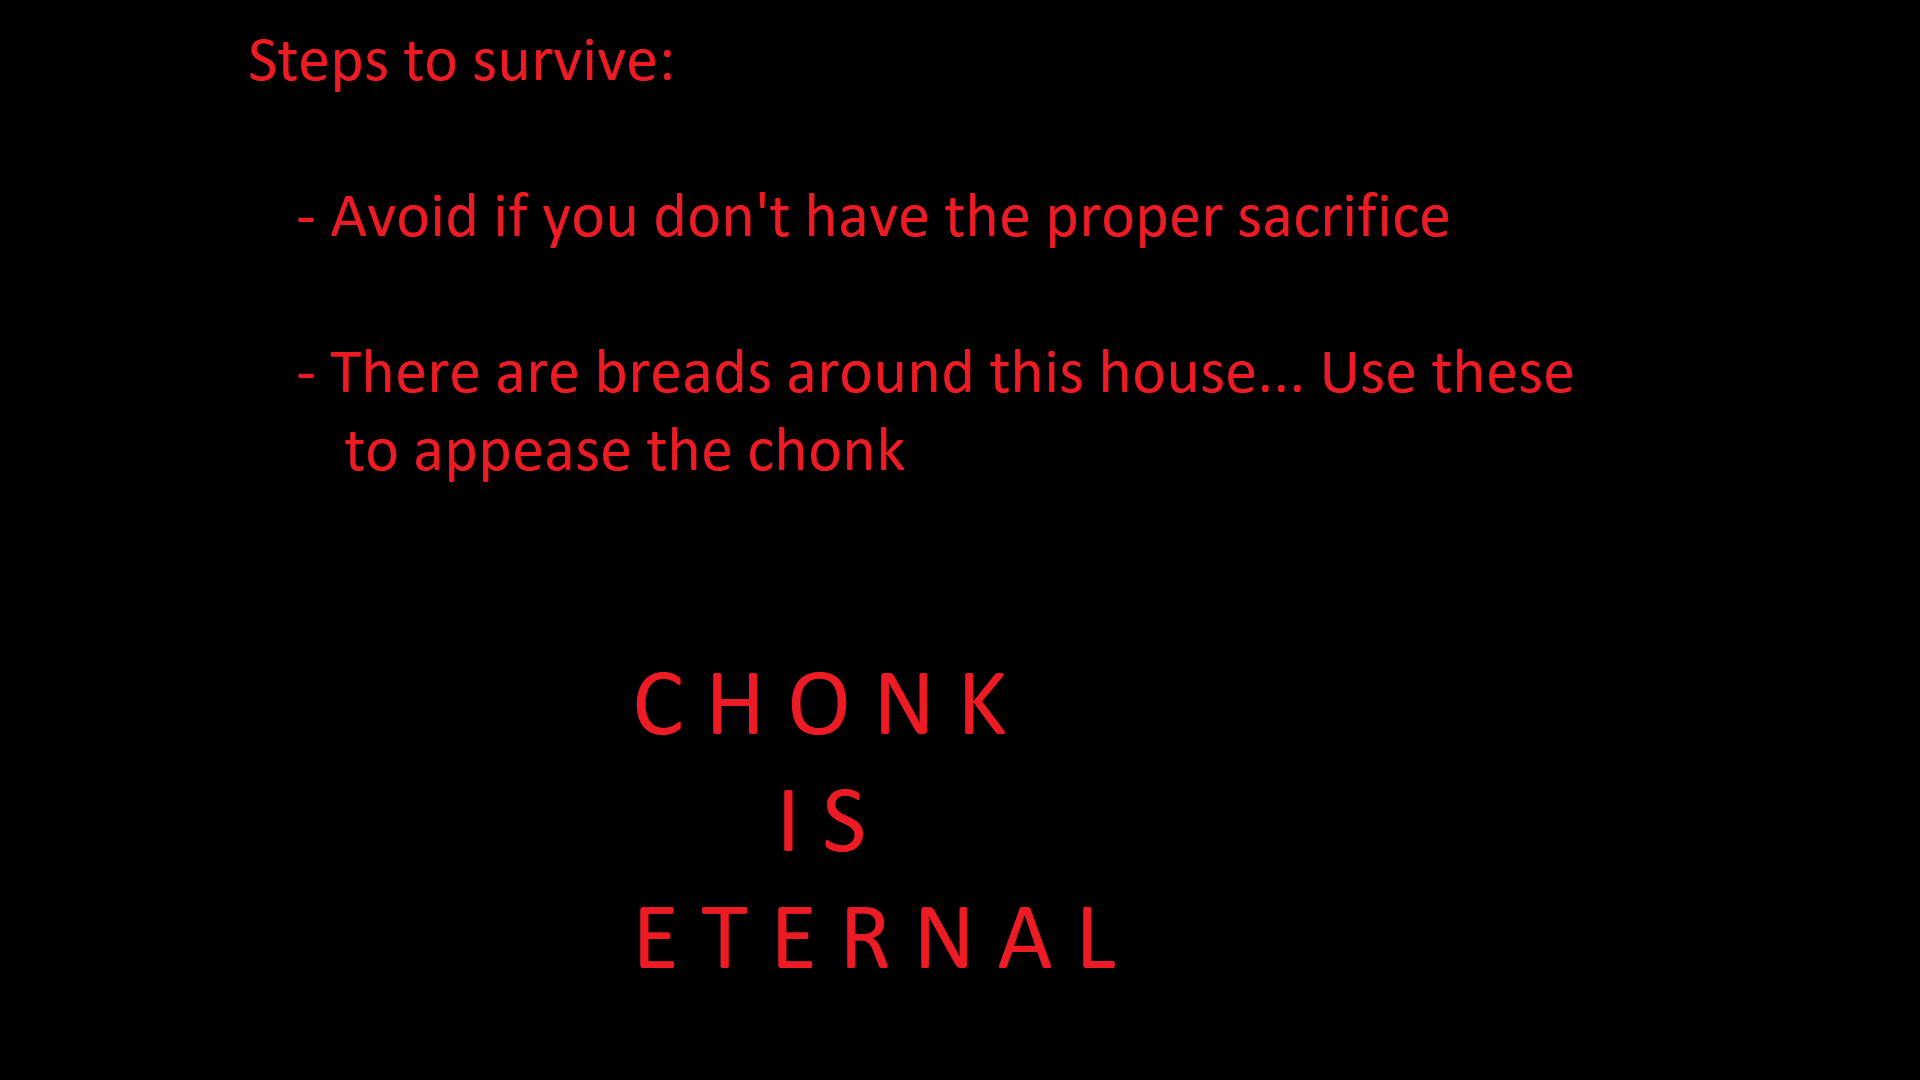 Steps to survive:
- Avoid if you don't have the proper sacrifice
- There are breads around this house... Use these
to appease the chonk
C H O N K
I S
E T E R N A L